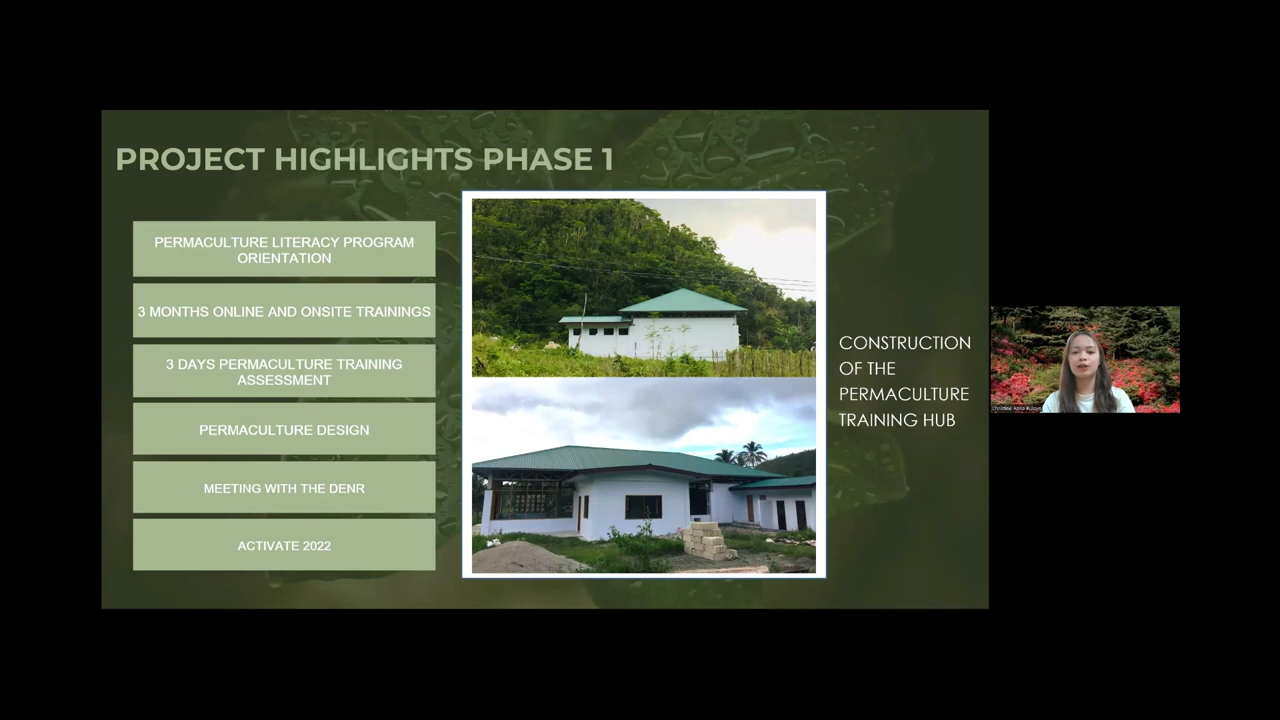 PROJECT HIGHLIGHTS PHASE 1
PERMACULTURE LITERACY PROGRAM
ORIENTATION
3 MONTHS ONLINE AND ONSITE TRAININGS
3 DAYS PERMACULTURE TRAINING
ASSESSMENT
PERMACULTURE DESIGN
MEETING WITH THE DENR
ACTIVATE 2022
CONSTRUCTION
OF THE
PERMACULTURE
TRAINING HUB
Christine